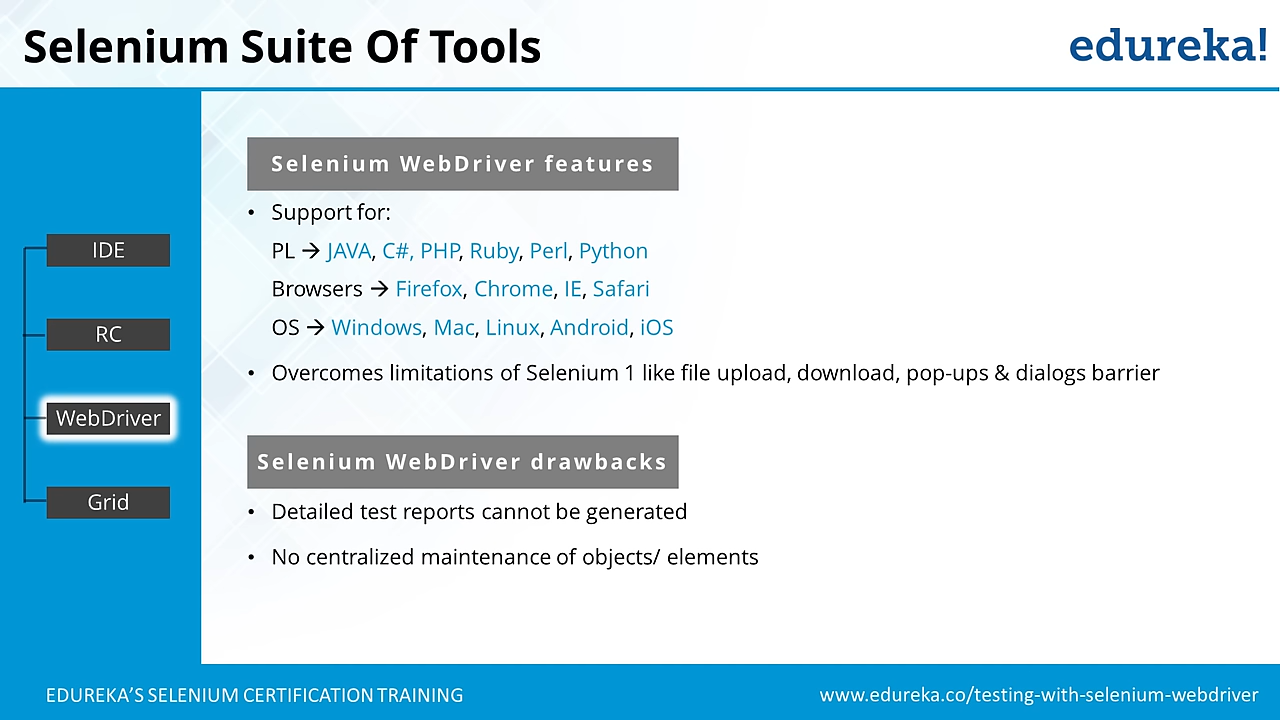 Selenium Suite Of Tools
edureka!
Selenium WebDriver features
• Support for:
PL → JAVA, C#, PHP, Ruby, Perl, Python
Browsers → Firefox, Chrome, IE, Safari
OS → Windows, Mac, Linux, Android, iOS
• Overcomes limitations of Selenium 1 like file upload, download, pop-ups & dialogs barrier
IDE
RC
WebDriver
Grid
Selenium WebDriver drawbacks
• Detailed test reports cannot be generated
• No centralized maintenance of objects/ elements
EDUREKA'S SELENIUM CERTIFICATION TRAINING
www.edureka.co/testing-with-selenium-webdriver